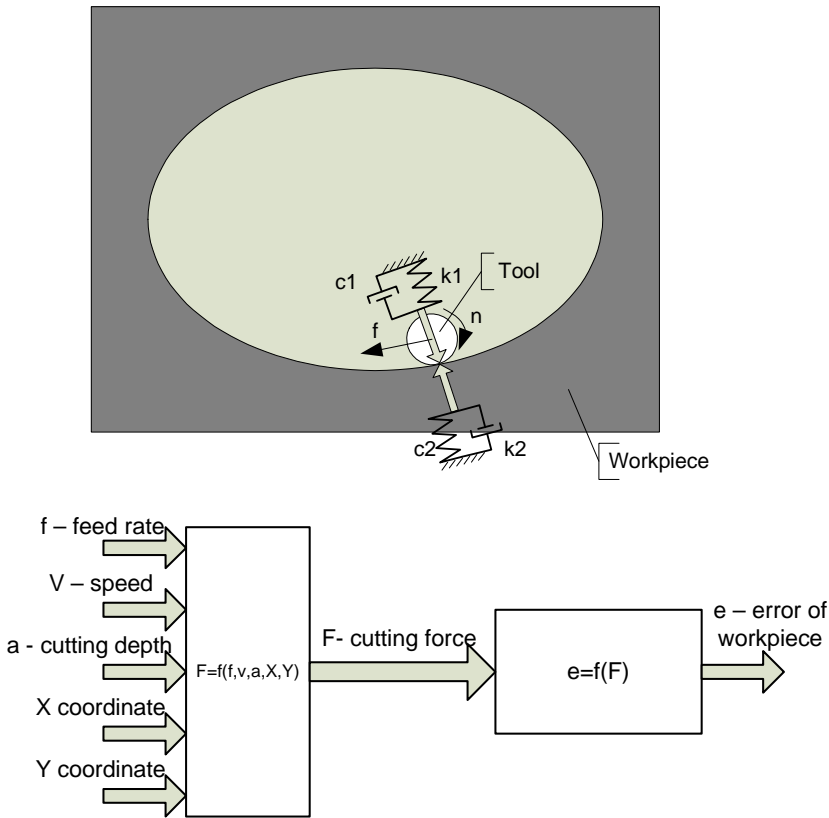 c1
k1
Tool
n
f
c2
k2
Workpiece
f – feed rate
V – speed
a - cutting depth
X coordinate
Y coordinate
F=f(f,v,a,X,Y)
F- cutting force
e=f(F)
e – error of
workpiece